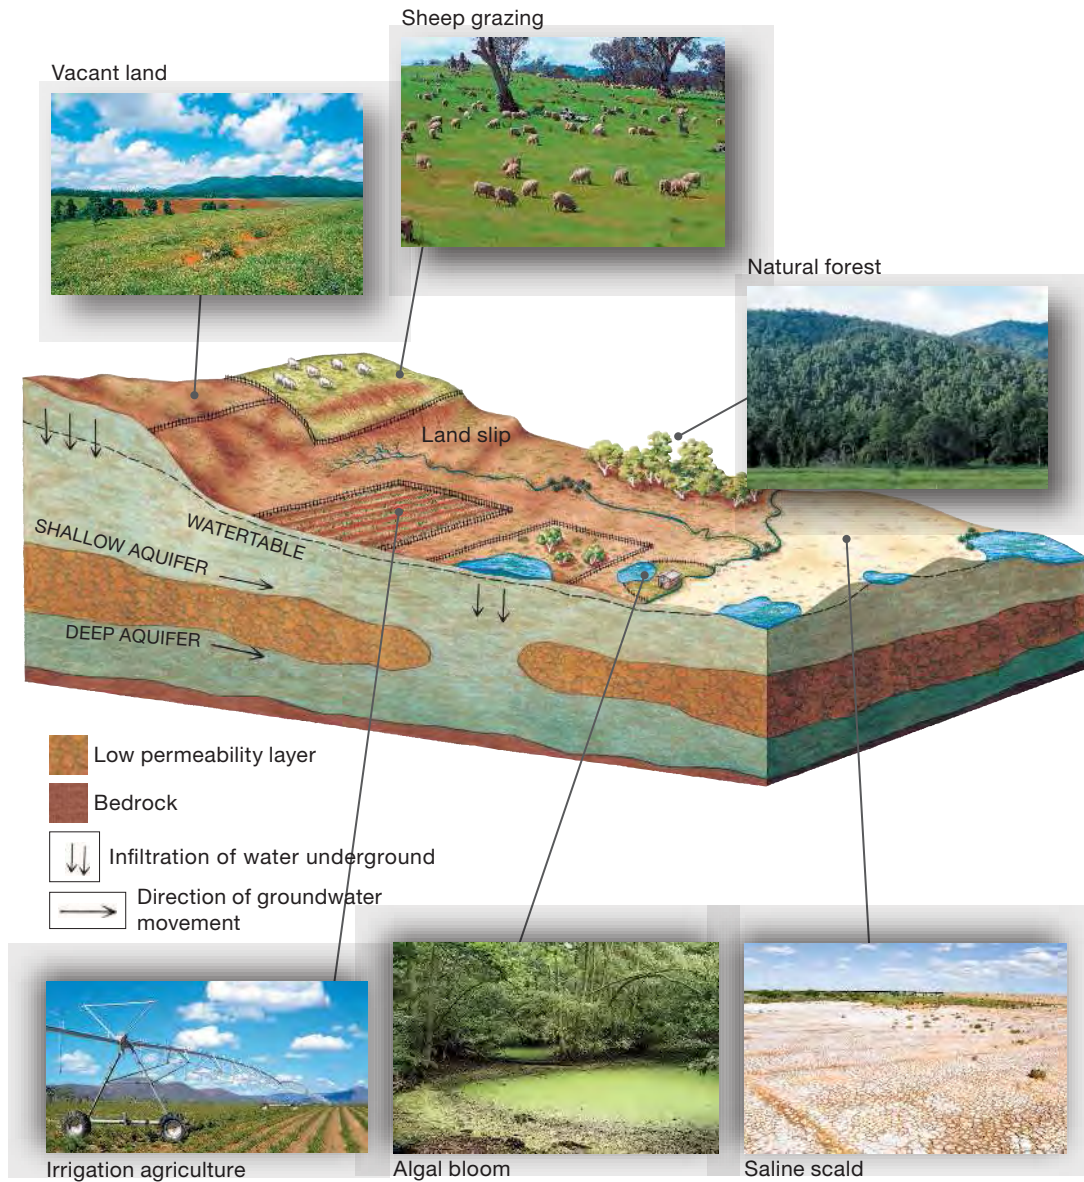 Sheep grazing
Vacant land
Natural forest
Land slip
WATERTABLE
SHALLOW AQUIFER
DEEP AQUIFER
Low permeability layer
Bedrock
Infiltration of water underground
Direction of groundwater
movement
Irrigation agriculture
Algal bloom
Saline scald